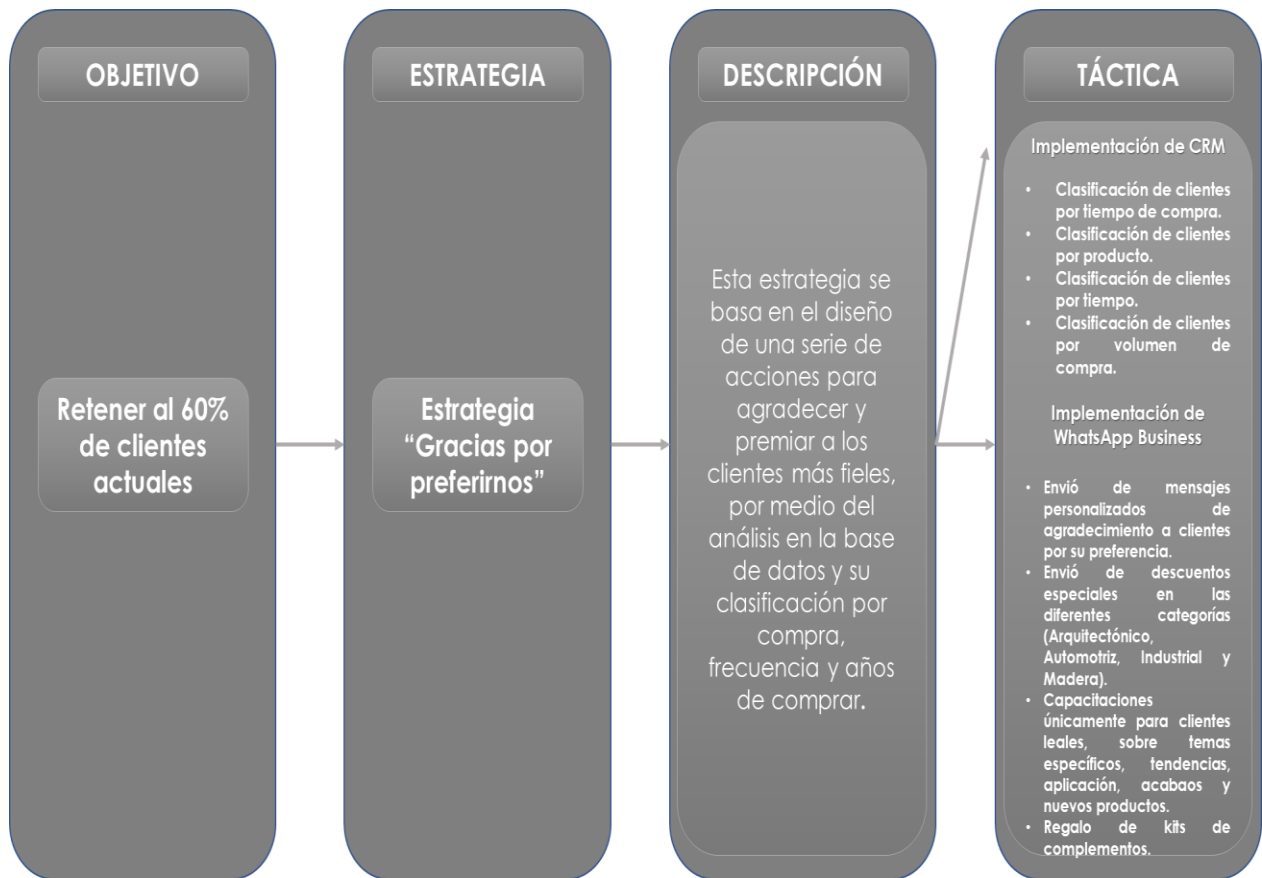 OBJETIVO
Retener al 60%
de clientes
actuales
ESTRATEGIA
Estrategia
“Gracias por
preferirnos”
DESCRIPCIÓN
Esta estrategia se
basa en el diseño
de una serie de
acciones para
agradecer y
premiar a los
clientes más fieles,
por medio del
análisis en la base
de datos y su
clasificación por
compra,
frecuencia y años
de comprar.
TÁCTICA
Implementación de CRM
• Clasificación de clientes
por tiempo de compra.
• Clasificación de clientes
por producto.
• Clasificación de clientes
por tiempo.
• Clasificación de clientes
por volumen de
compra.
Implementación de
WhatsApp Business
• Envió de mensajes
personalizados de
agradecimiento a clientes
por su preferencia.
• Envió de descuentos
especiales en las
diferentes categorías
(Arquitectónico,
Automotriz, Industrial y
Madera).
• Capacitaciones
únicamente para clientes
leales, sobre temas
específicos, tendencias,
aplicación, acabaos y
nuevos productos.
• Regalo de kits de
complementos.